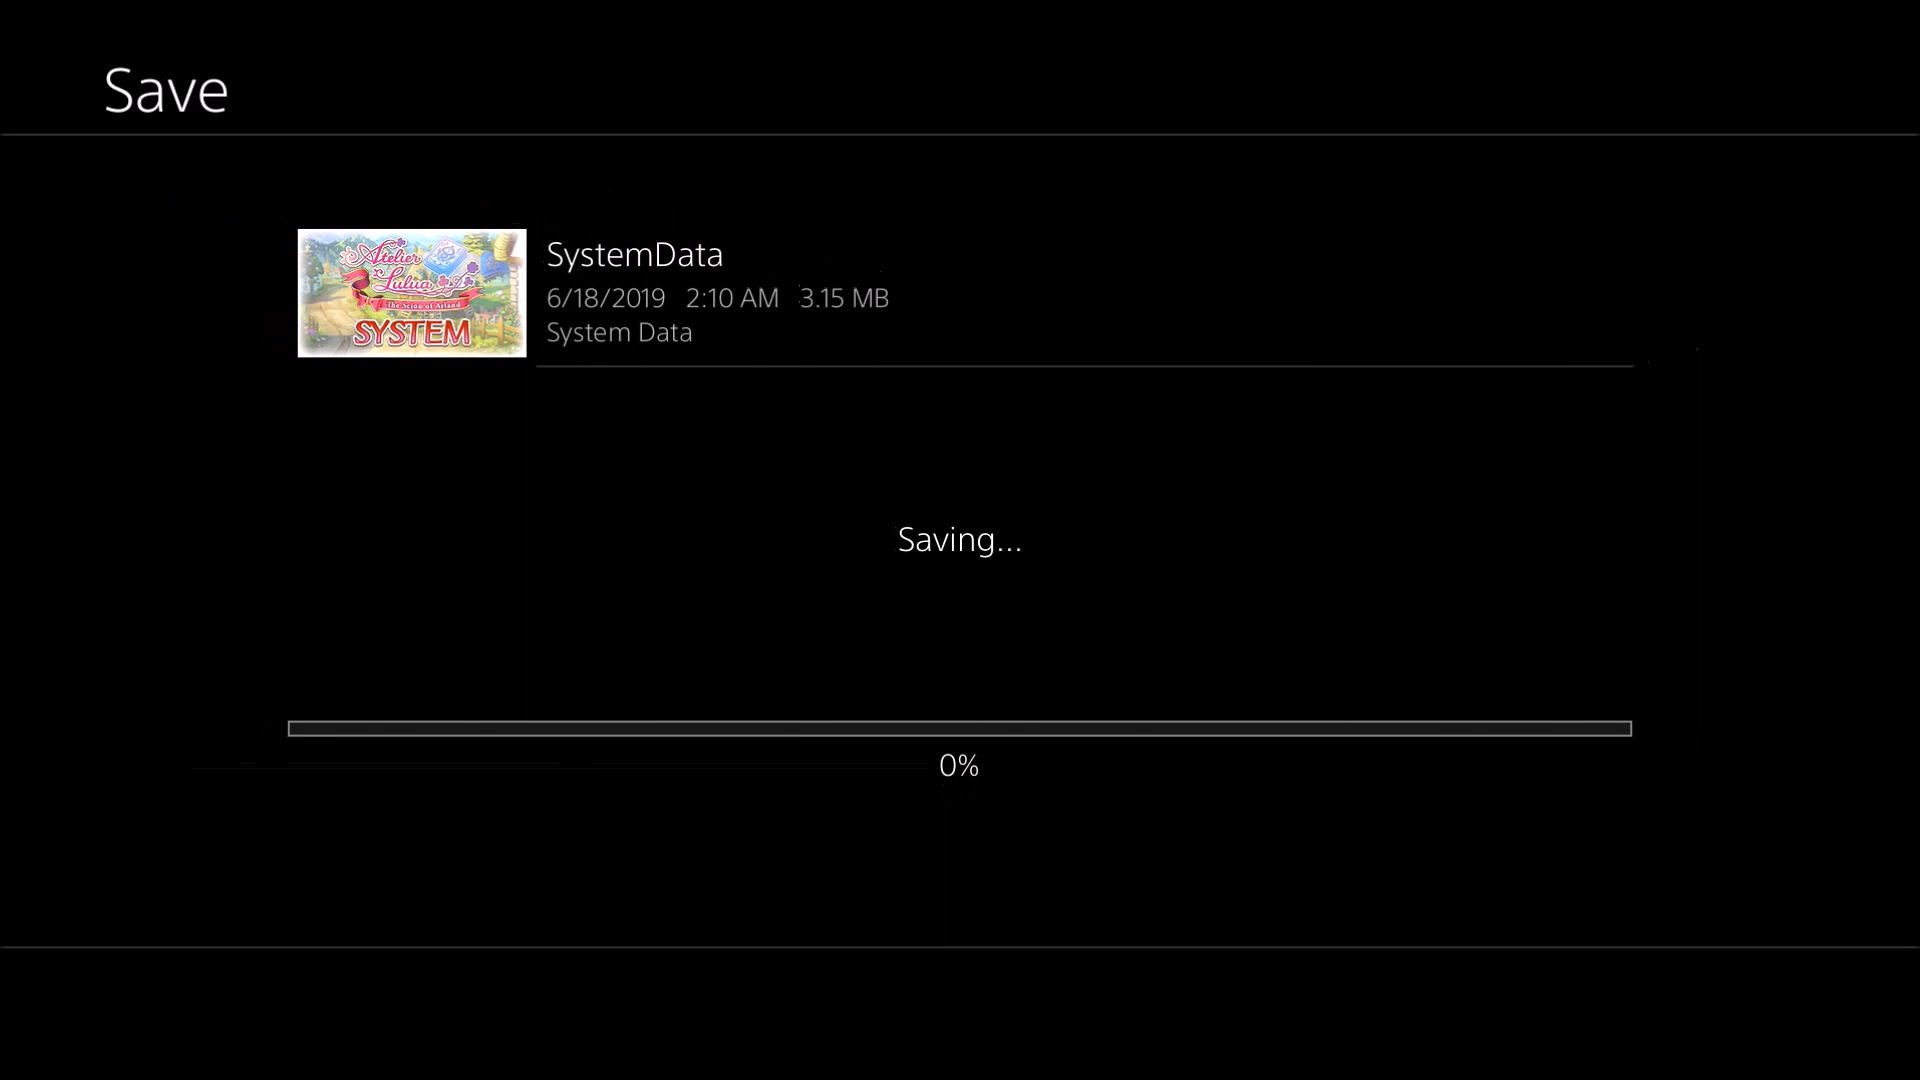 Save
Atelier
Lulua
The Scion of Arland
SYSTEM
SystemData
6/18/2019 2:10 AM 3.15 MB
System Data
Saving...
0%